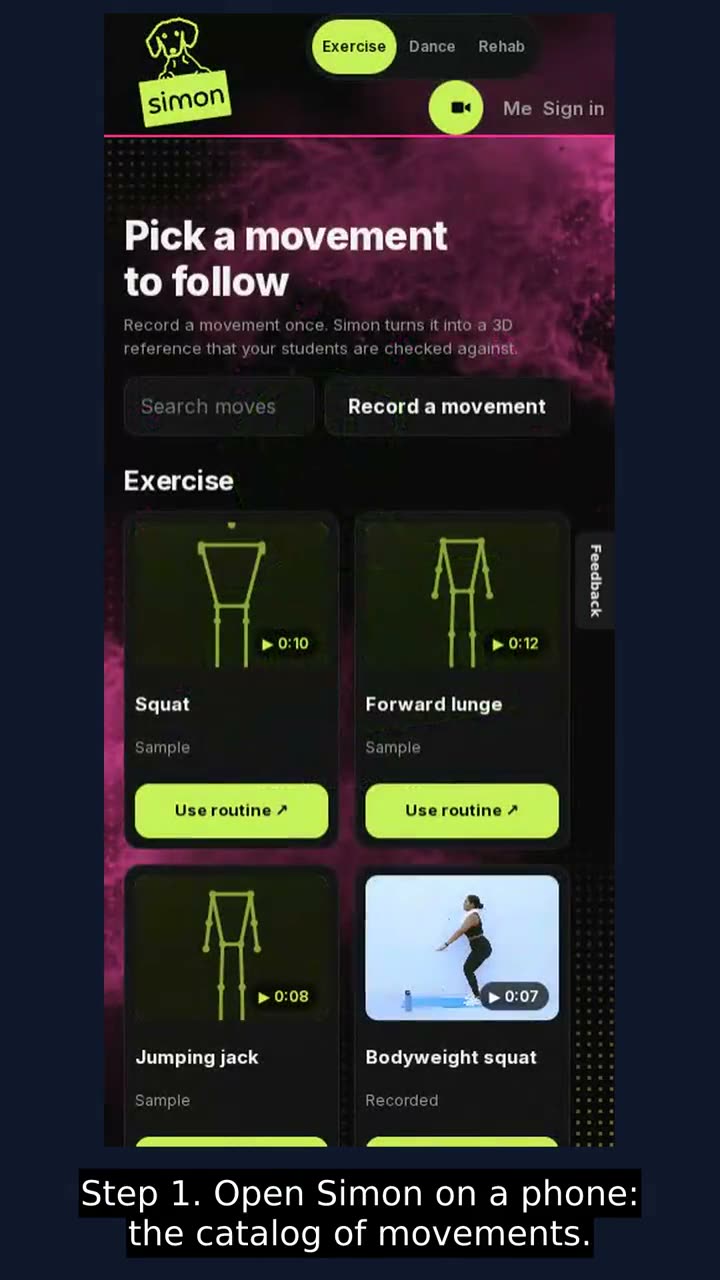 simon
Exercise Dance Rehab
Me Sign in
Pick a movement
to follow
Record a movement once. Simon turns it into a 3D
reference that your students are checked against.
Search moves
Record a movement
Exercise
▶ 0:10
▶ 0:12
Squat
Forward lunge
Sample
Sample
Use routine ↗
Use routine ↗
Feedback
▶ 0:08
▶ 0:07
Jumping jack
Bodyweight squat
Sample
Recorded
Step 1. Open Simon on a phone:
the catalog of movements.